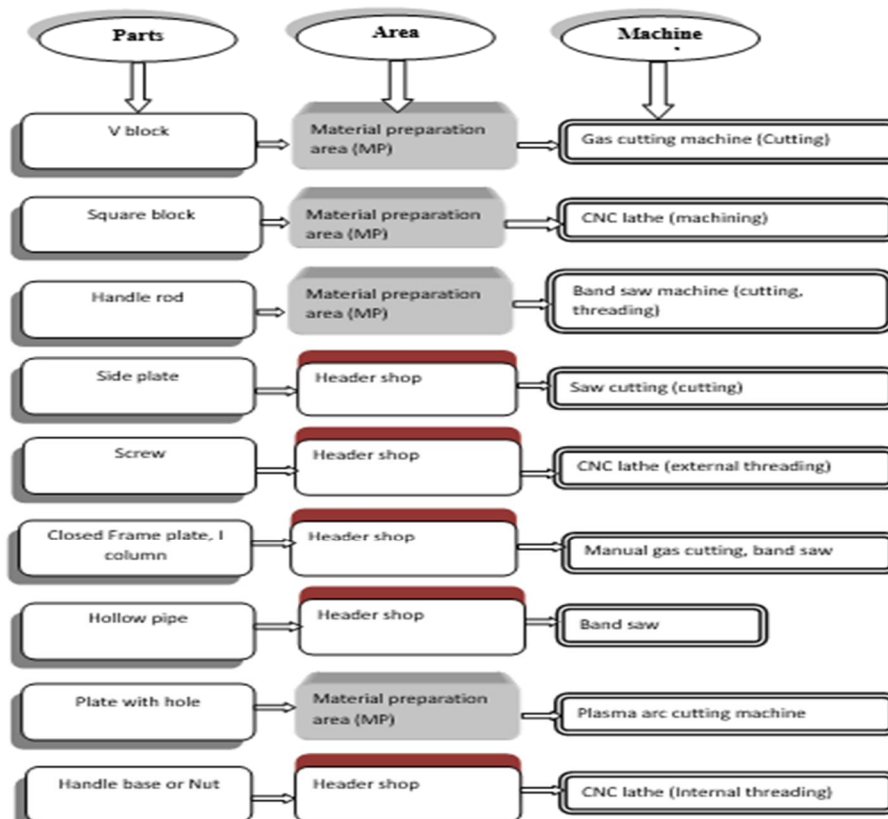 Parts
Area
Machine
V block
Material preparation
area (MP)
Gas cutting machine (Cutting)
Square block
Material preparation
area (MP)
CNC lathe (machining)
Handle rod
Material preparation
area (MP)
Band saw machine (cutting,
threading)
Side plate
Header shop
Saw cutting (cutting)
Screw
Header shop
CNC lathe (external threading)
Closed Frame plate, I
column
Header shop
Manual gas cutting, band saw
Hollow pipe
Header shop
Band saw
Plate with hole
Material preparation
area (MP)
Plasma arc cutting machine
Handle base or Nut
Header shop
CNC lathe (Internal threading)